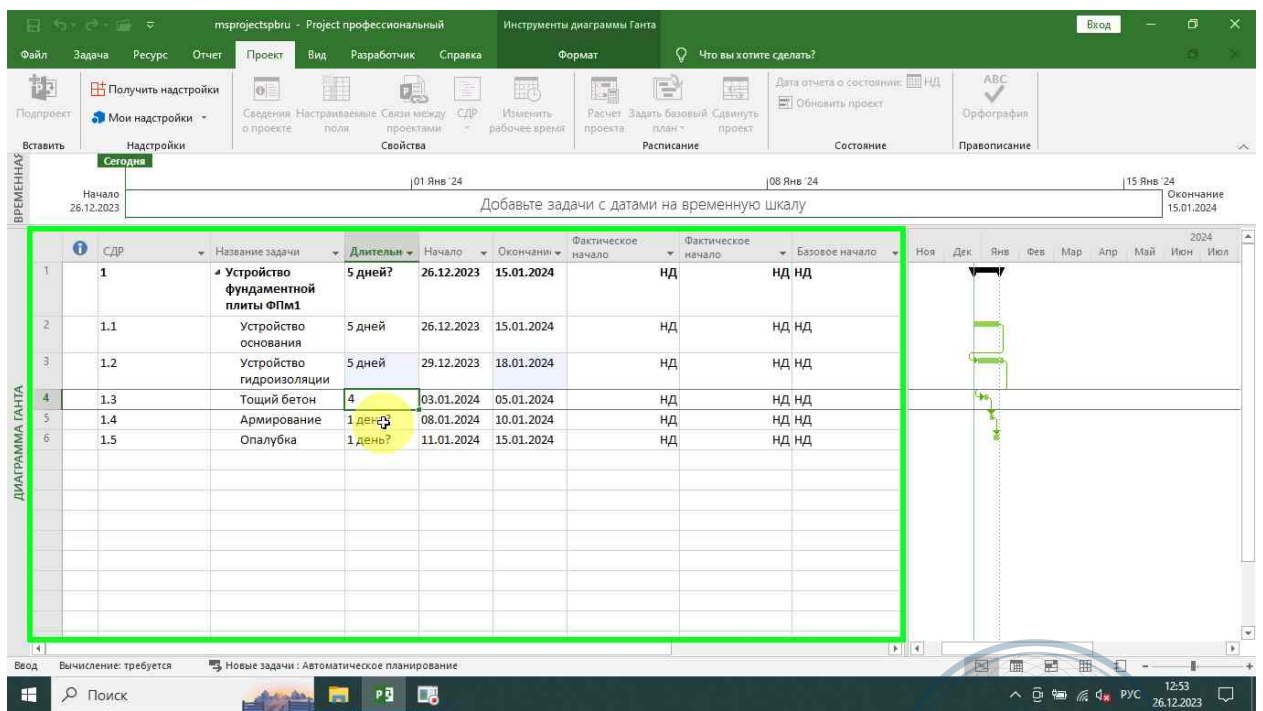 msprojectspbru - Project профессиональный
Инструменты диаграммы Ганта
Вход
Файл Задача Ресурс Отчет Проект Вид Разработчик Справка Формат Что вы хотите сделать?
Подпроект
Получить надстройки
Мои надстройки
Сведения о проекте
Настраиваемые поля
Связи между проектами
СДР
Изменить рабочее время
Расчет проекта
Задать базовый план
Сдвинуть проект
Дата отчета о состоянии: НД
Обновить проект
ABC
Орфография
Вставить Надстройки Свойства Расписание Состояние Правописание
ВРЕМЕННАЯ
Сегодня
01 Янв '24 08 Янв '24 15 Янв '24
Начало
26.12.2023
Добавьте задачи с датами на временную шкалу
Окончание
15.01.2024
ДИАГРАММА ГАНТА
СДР Название задачи Длительн Начало Окончани Фактическое начало Фактическое начало Базовое начало
2024
Ноя Дек Янв Фев Мар Апр Май Июн Июл
1 1 Устройство фундаментной плиты ФПм1 5 дней? 26.12.2023 15.01.2024 НД НД НД
2 1.1 Устройство основания 5 дней 26.12.2023 15.01.2024 НД НД НД
3 1.2 Устройство гидроизоляции 5 дней 29.12.2023 18.01.2024 НД НД НД
4 1.3 Тощий бетон 4 03.01.2024 05.01.2024 НД НД НД
5 1.4 Армирование 1 день? 08.01.2024 10.01.2024 НД НД НД
6 1.5 Опалубка 1 день? 11.01.2024 15.01.2024 НД НД НД
Ввод Вычисление: требуется Новые задачи : Автоматическое планирование
Поиск
РУС
12:53
26.12.2023